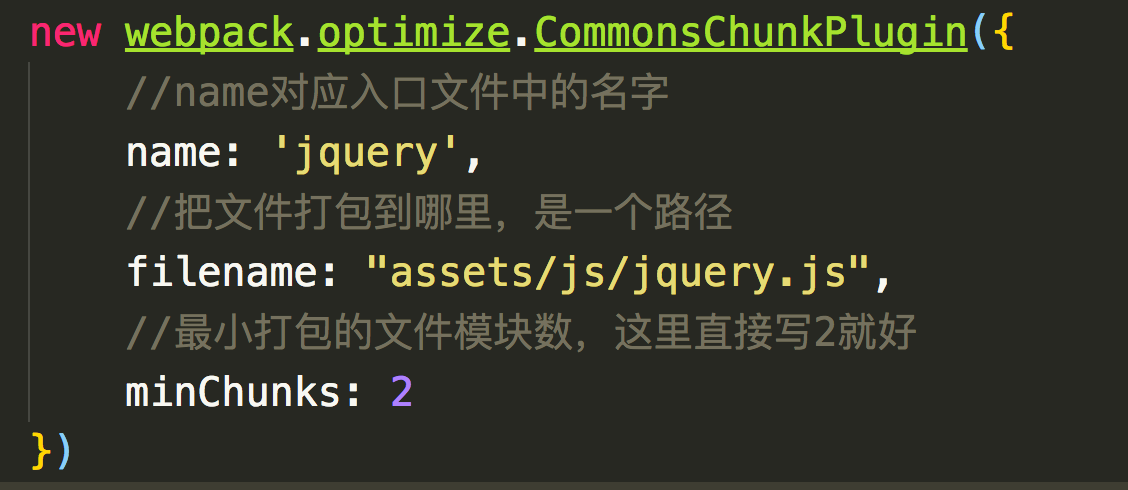 new webpack.optimize.CommonsChunkPlugin({
//name对应入口文件中的名字
name: 'jquery',
//把文件打包到哪里，是一个路径
filename: "assets/js/jquery.js",
//最小打包的文件模块数，这里直接写2就好
minChunks: 2
})